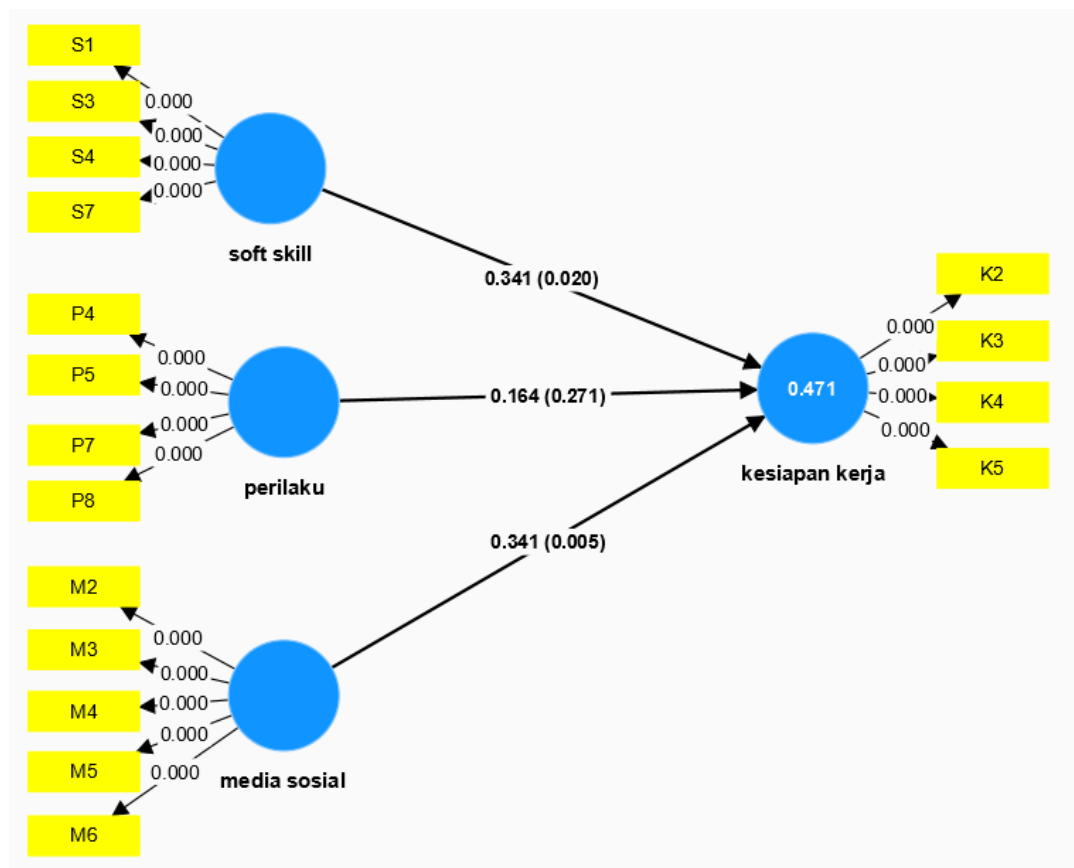 S1
0.000
S3
0.000
S4
0.000
S7
0.000
soft skill
0.341 (0.020)
P4
0.000
P5
0.000
P7
0.000
P8
0.000
perilaku
0.164 (0.271)
M2
0.000
M3
0.000
M4
0.000
M5
0.000
M6
0.000
media sosial
0.341 (0.005)
0.471
kesiapan kerja
K2
0.000
K3
0.000
K4
0.000
K5
0.000